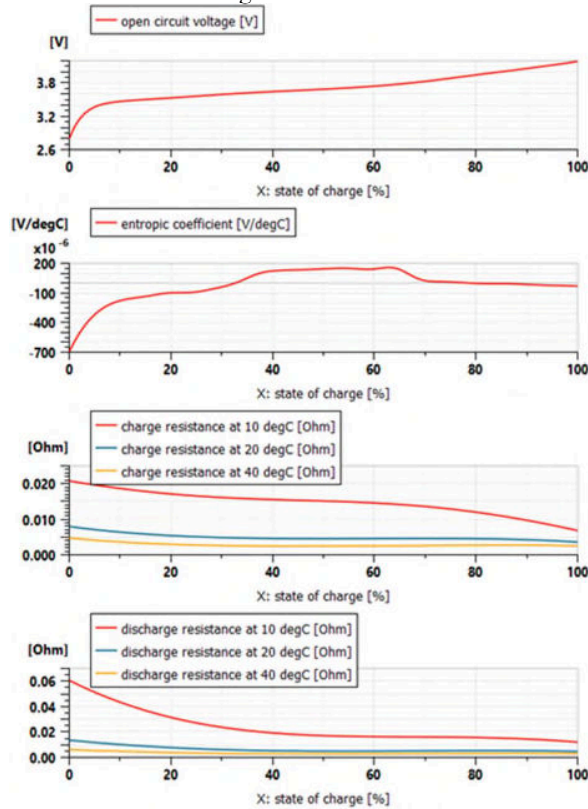 open circuit voltage [V]
[V]
3.8
3.2
2.6
0 20 40 60 80 100
X: state of charge [%]
[V/degC]
entropic coefficient [V/degC]
x10 -6
200
-100
-400
-700
0 20 40 60 80 100
X: state of charge [%]
charge resistance at 10 degC [Ohm]
charge resistance at 20 degC [Ohm]
[Ohm]
charge resistance at 40 degC [Ohm]
0.020
0.010
0.000
0 20 40 60 80 100
X: state of charge [%]
discharge resistance at 10 degC [Ohm]
discharge resistance at 20 degC [Ohm]
[Ohm]
discharge resistance at 40 degC [Ohm]
0.06
0.04
0.02
0.00
0 20 40 60 80 100
X: state of charge [%]